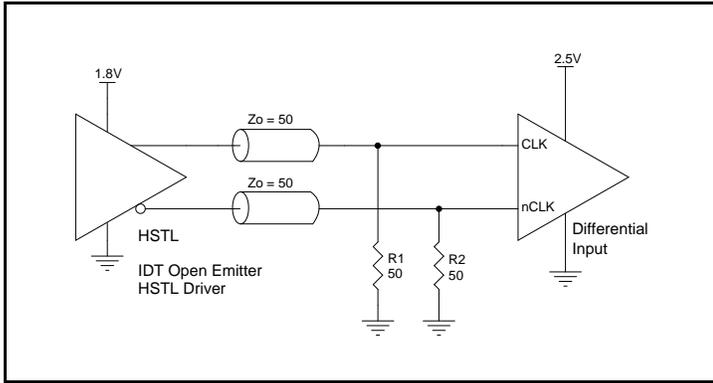 1.8V
2.5V
Zo = 50
CLK
Zo = 50
nCLK
HSTL
Differential
Input
IDT Open Emitter
HSTL Driver
R1
50
R2
50